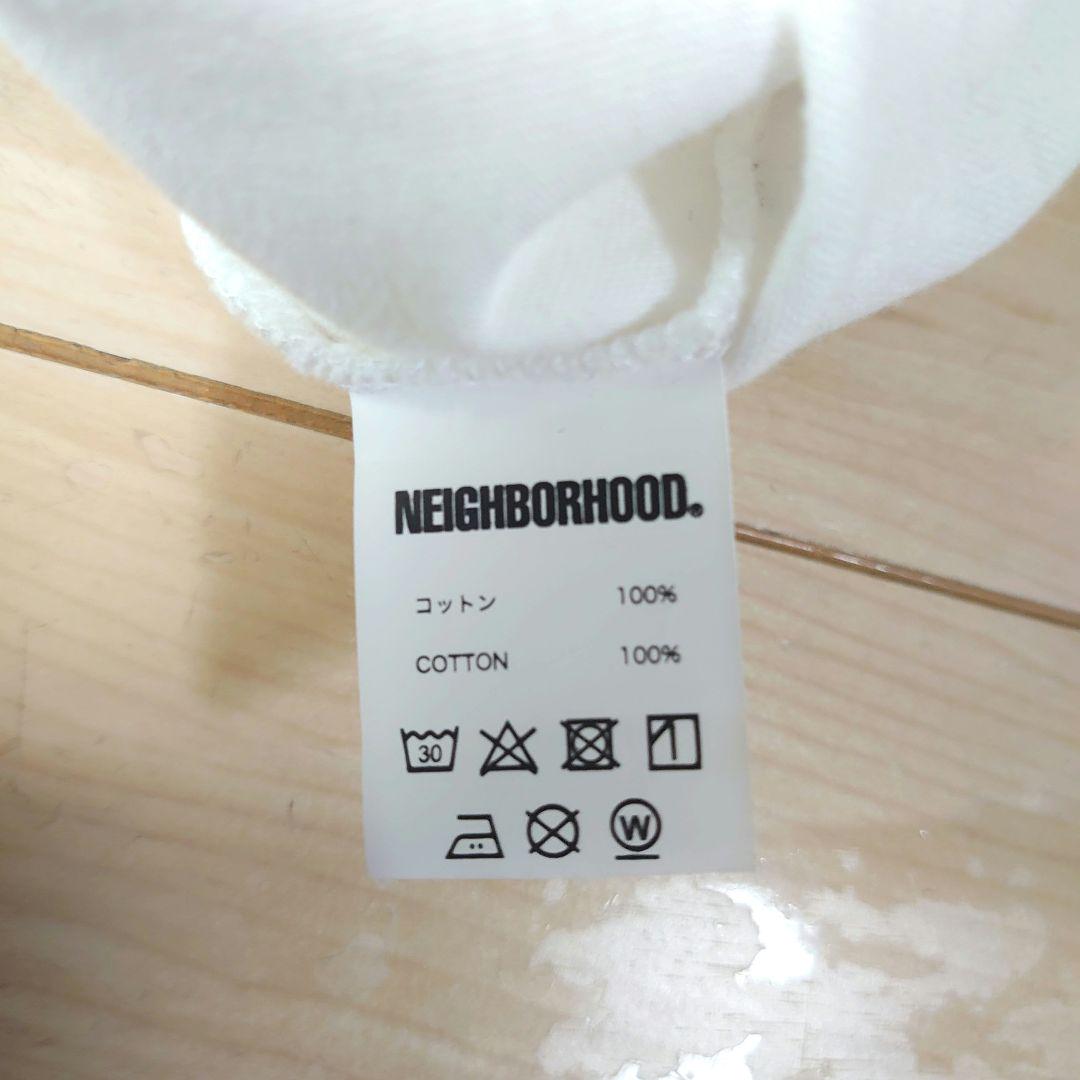 NEIGHBORHOOD®
コットン 100%
COTTON 100%
30
W